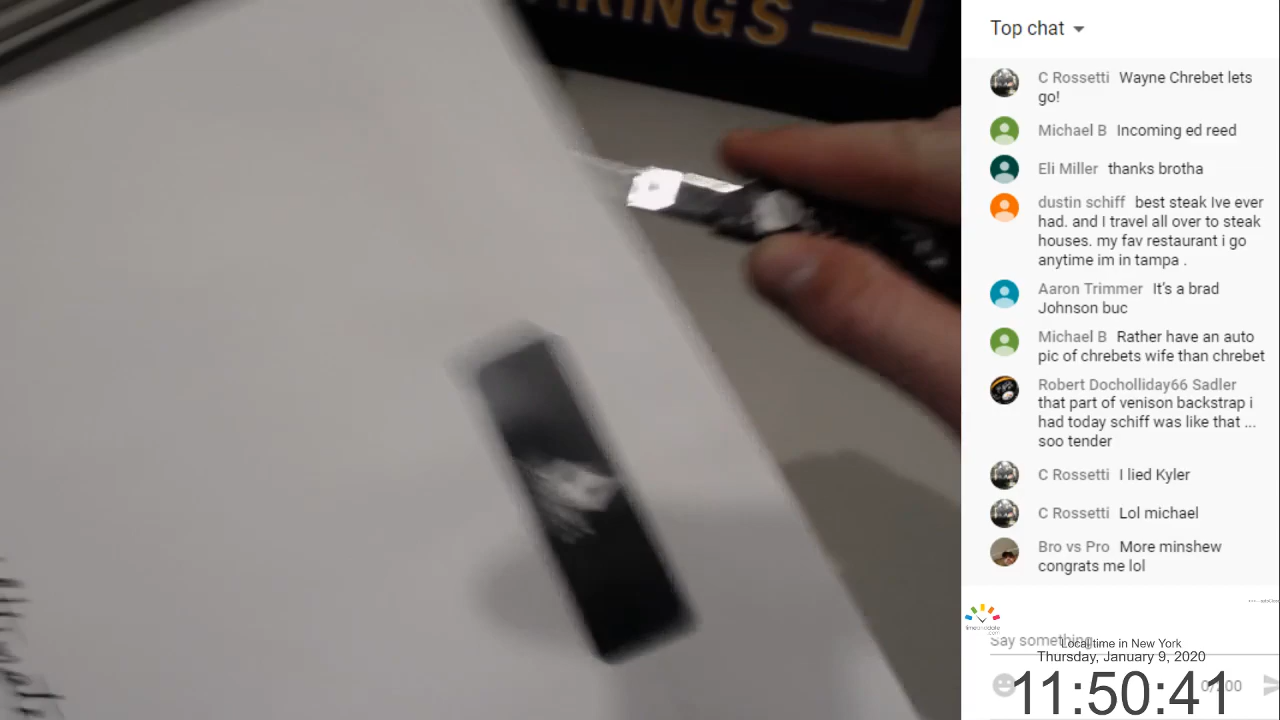 IRINGS
Top chat
C Rossetti Wayne Chrebet lets
go!
Michael B Incoming ed reed
Eli Miller thanks brotha
dustin schiff best steak Ive ever
had. and I travel all over to steak
houses. my fav restaurant i go
anytime im in tampa .
Aaron Trimmer It's a brad
Johnson buc
Michael B Rather have an auto
pic of chrebets wife than chrebet
Robert Docholliday66 Sadler
that part of venison backstrap i
had today schiff was like that ...
soo tender
C Rossetti I lied Kyler
C Rossetti Lol michael
Bro vs Pro More minshew
congrats me lol
Say something...
Local time in New York
Thursday, January 9, 2020
0/200
11:50:41